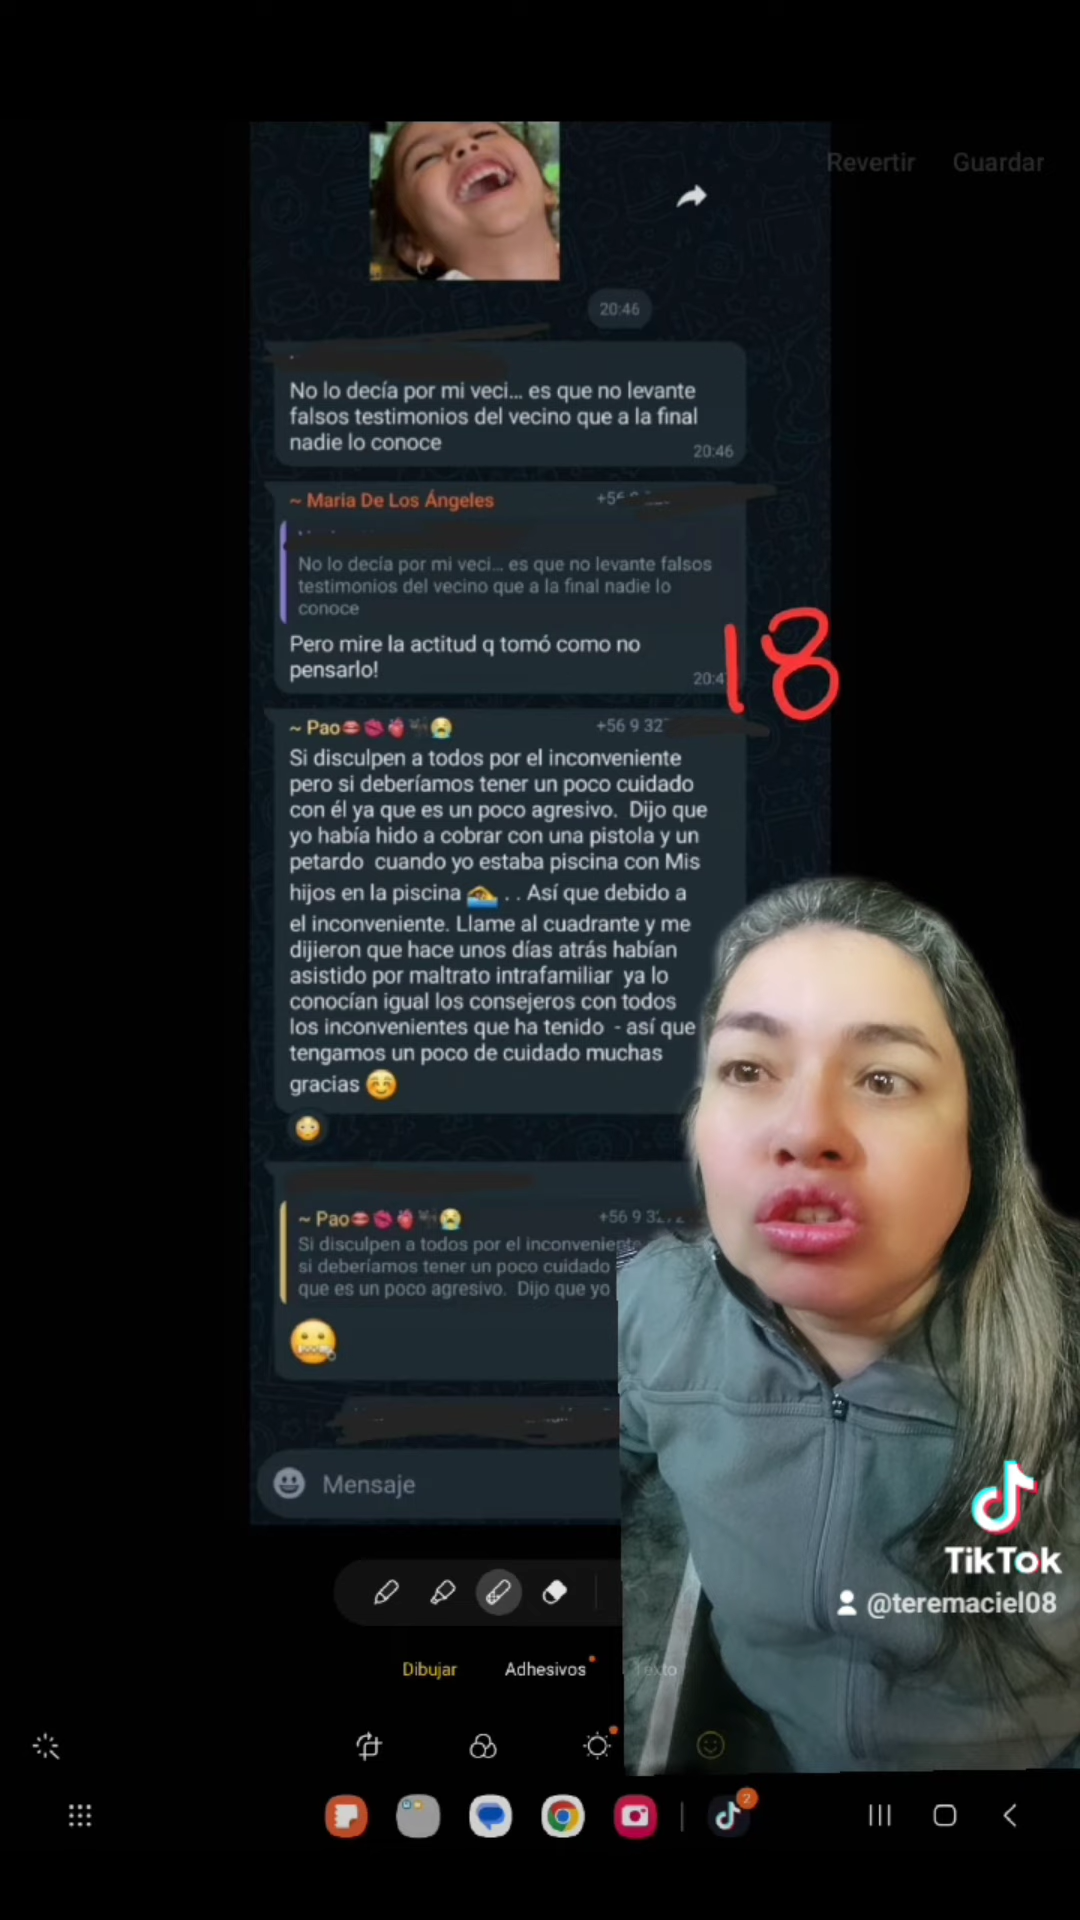 Revertir Guardar
20:46
No lo decía por mi veci... es que no levante
falsos testimonios del vecino que a la final
nadie lo conoce
20:46
~ Maria De Los Ángeles
No lo decía por mi veci... es que no levante falsos
testimonios del vecino que a la final nadie lo
conoce
Pero mire la actitud q tomó como no
pensarlo!
18
~ Pao👄💋🫀🐈‍⬛😭 +56 9 32
Si disculpen a todos por el inconveniente
pero si deberíamos tener un poco cuidado
con él ya que es un poco agresivo. Dijo que
yo había hido a cobrar con una pistola y un
petardo cuando yo estaba piscina con Mis
hijos en la piscina 🏊 . . Así que debido a
el inconveniente. Llame al cuadrante y me
dijieron que hace unos días atrás habían
asistido por maltrato intrafamiliar ya lo
conocían igual los consejeros con todos
los inconvenientes que ha tenido - así que
tengamos un poco de cuidado muchas
gracias ☺️
~ Pao👄💋🫀🐈‍⬛😭 +56 9
Si disculpen a todos por el inconveniente
si deberíamos tener un poco cuidado
que es un poco agresivo. Dijo que yo
Mensaje
TikTok
@teremaciel08
Dibujar Adhesivos Texto
2